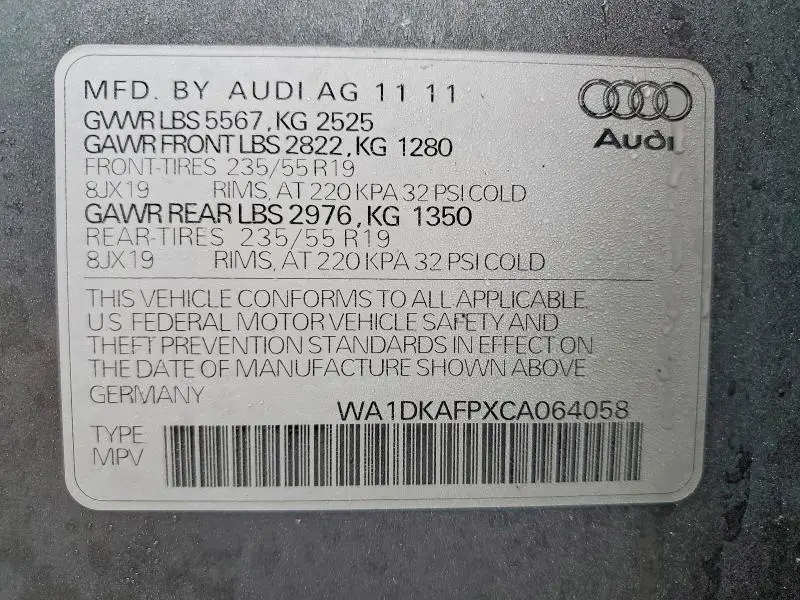 MFD. BY AUDI AG 11 11
GVWR LBS 5567, KG 2525
GAWR FRONT LBS 2822, KG 1280
FRONT-TIRES 235/55 R19
8JX19 RIMS, AT 220 KPA 32 PSI COLD
GAWR REAR LBS 2976, KG 1350
REAR-TIRES 235/55 R19
8JX19 RIMS, AT 220 KPA 32 PSI COLD
THIS VEHICLE CONFORMS TO ALL APPLICABLE
U.S. FEDERAL MOTOR VEHICLE SAFETY AND
THEFT PREVENTION STANDARDS IN EFFECT ON
THE DATE OF MANUFACTURE SHOWN ABOVE
GERMANY
WA1DKAFPXCA064058
TYPE
MPV
Audi